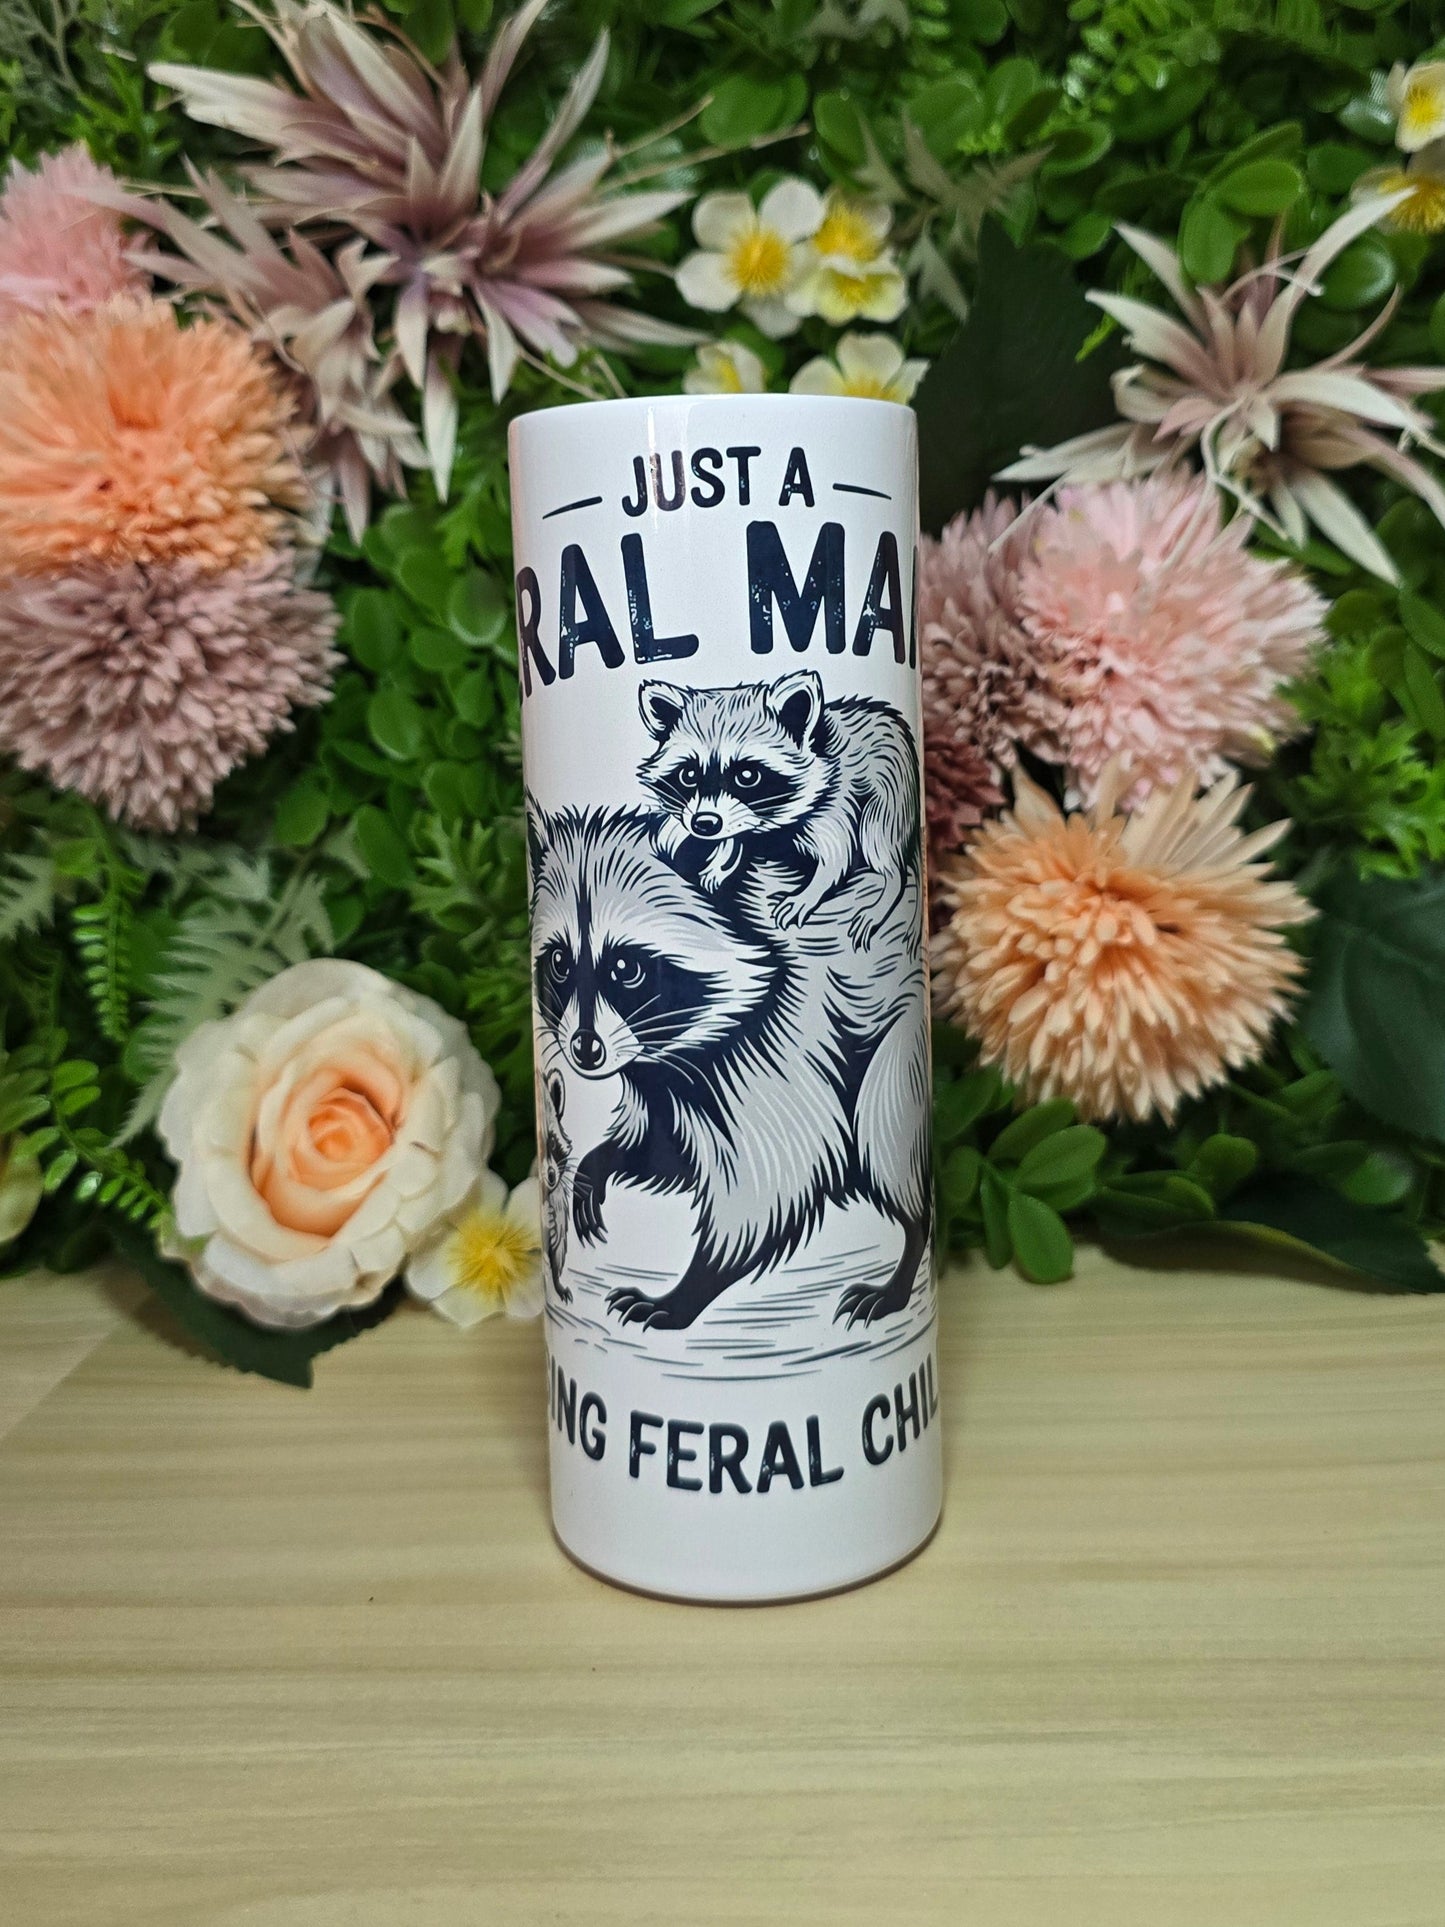 JUST A
RAL MA
ING FERAL CHIL